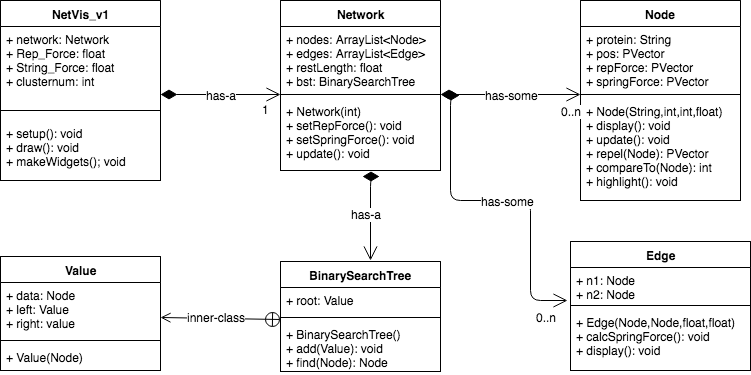 NetVis_v1
+ network: Network
+ Rep_Force: float
+ String_Force: float
+ clusternum: int
+ setup(): void
+ draw(): void
+ makeWidgets(); void
has-a
1
Network
+ nodes: ArrayList<Node>
+ edges: ArrayList<Edge>
+ restLength: float
+ bst: BinarySearchTree
+ Network(int)
+ setRepForce(): void
+ setSpringForce(): void
+ update(): void
has-some
0..n
Node
+ protein: String
+ pos: PVector
+ repForce: PVector
+ springForce: PVector
+ Node(String,int,int,float)
+ display(): void
+ update(): void
+ repel(Node): PVector
+ compareTo(Node): int
+ highlight(): void
has-a
has-some
0..n
Value
+ data: Node
+ left: Value
+ right: value
+ Value(Node)
inner-class
BinarySearchTree
+ root: Value
+ BinarySearchTree()
+ add(Value): void
+ find(Node): Node
Edge
+ n1: Node
+ n2: Node
+ Edge(Node,Node,float,float)
+ calcSpringForce(): void
+ display(): void